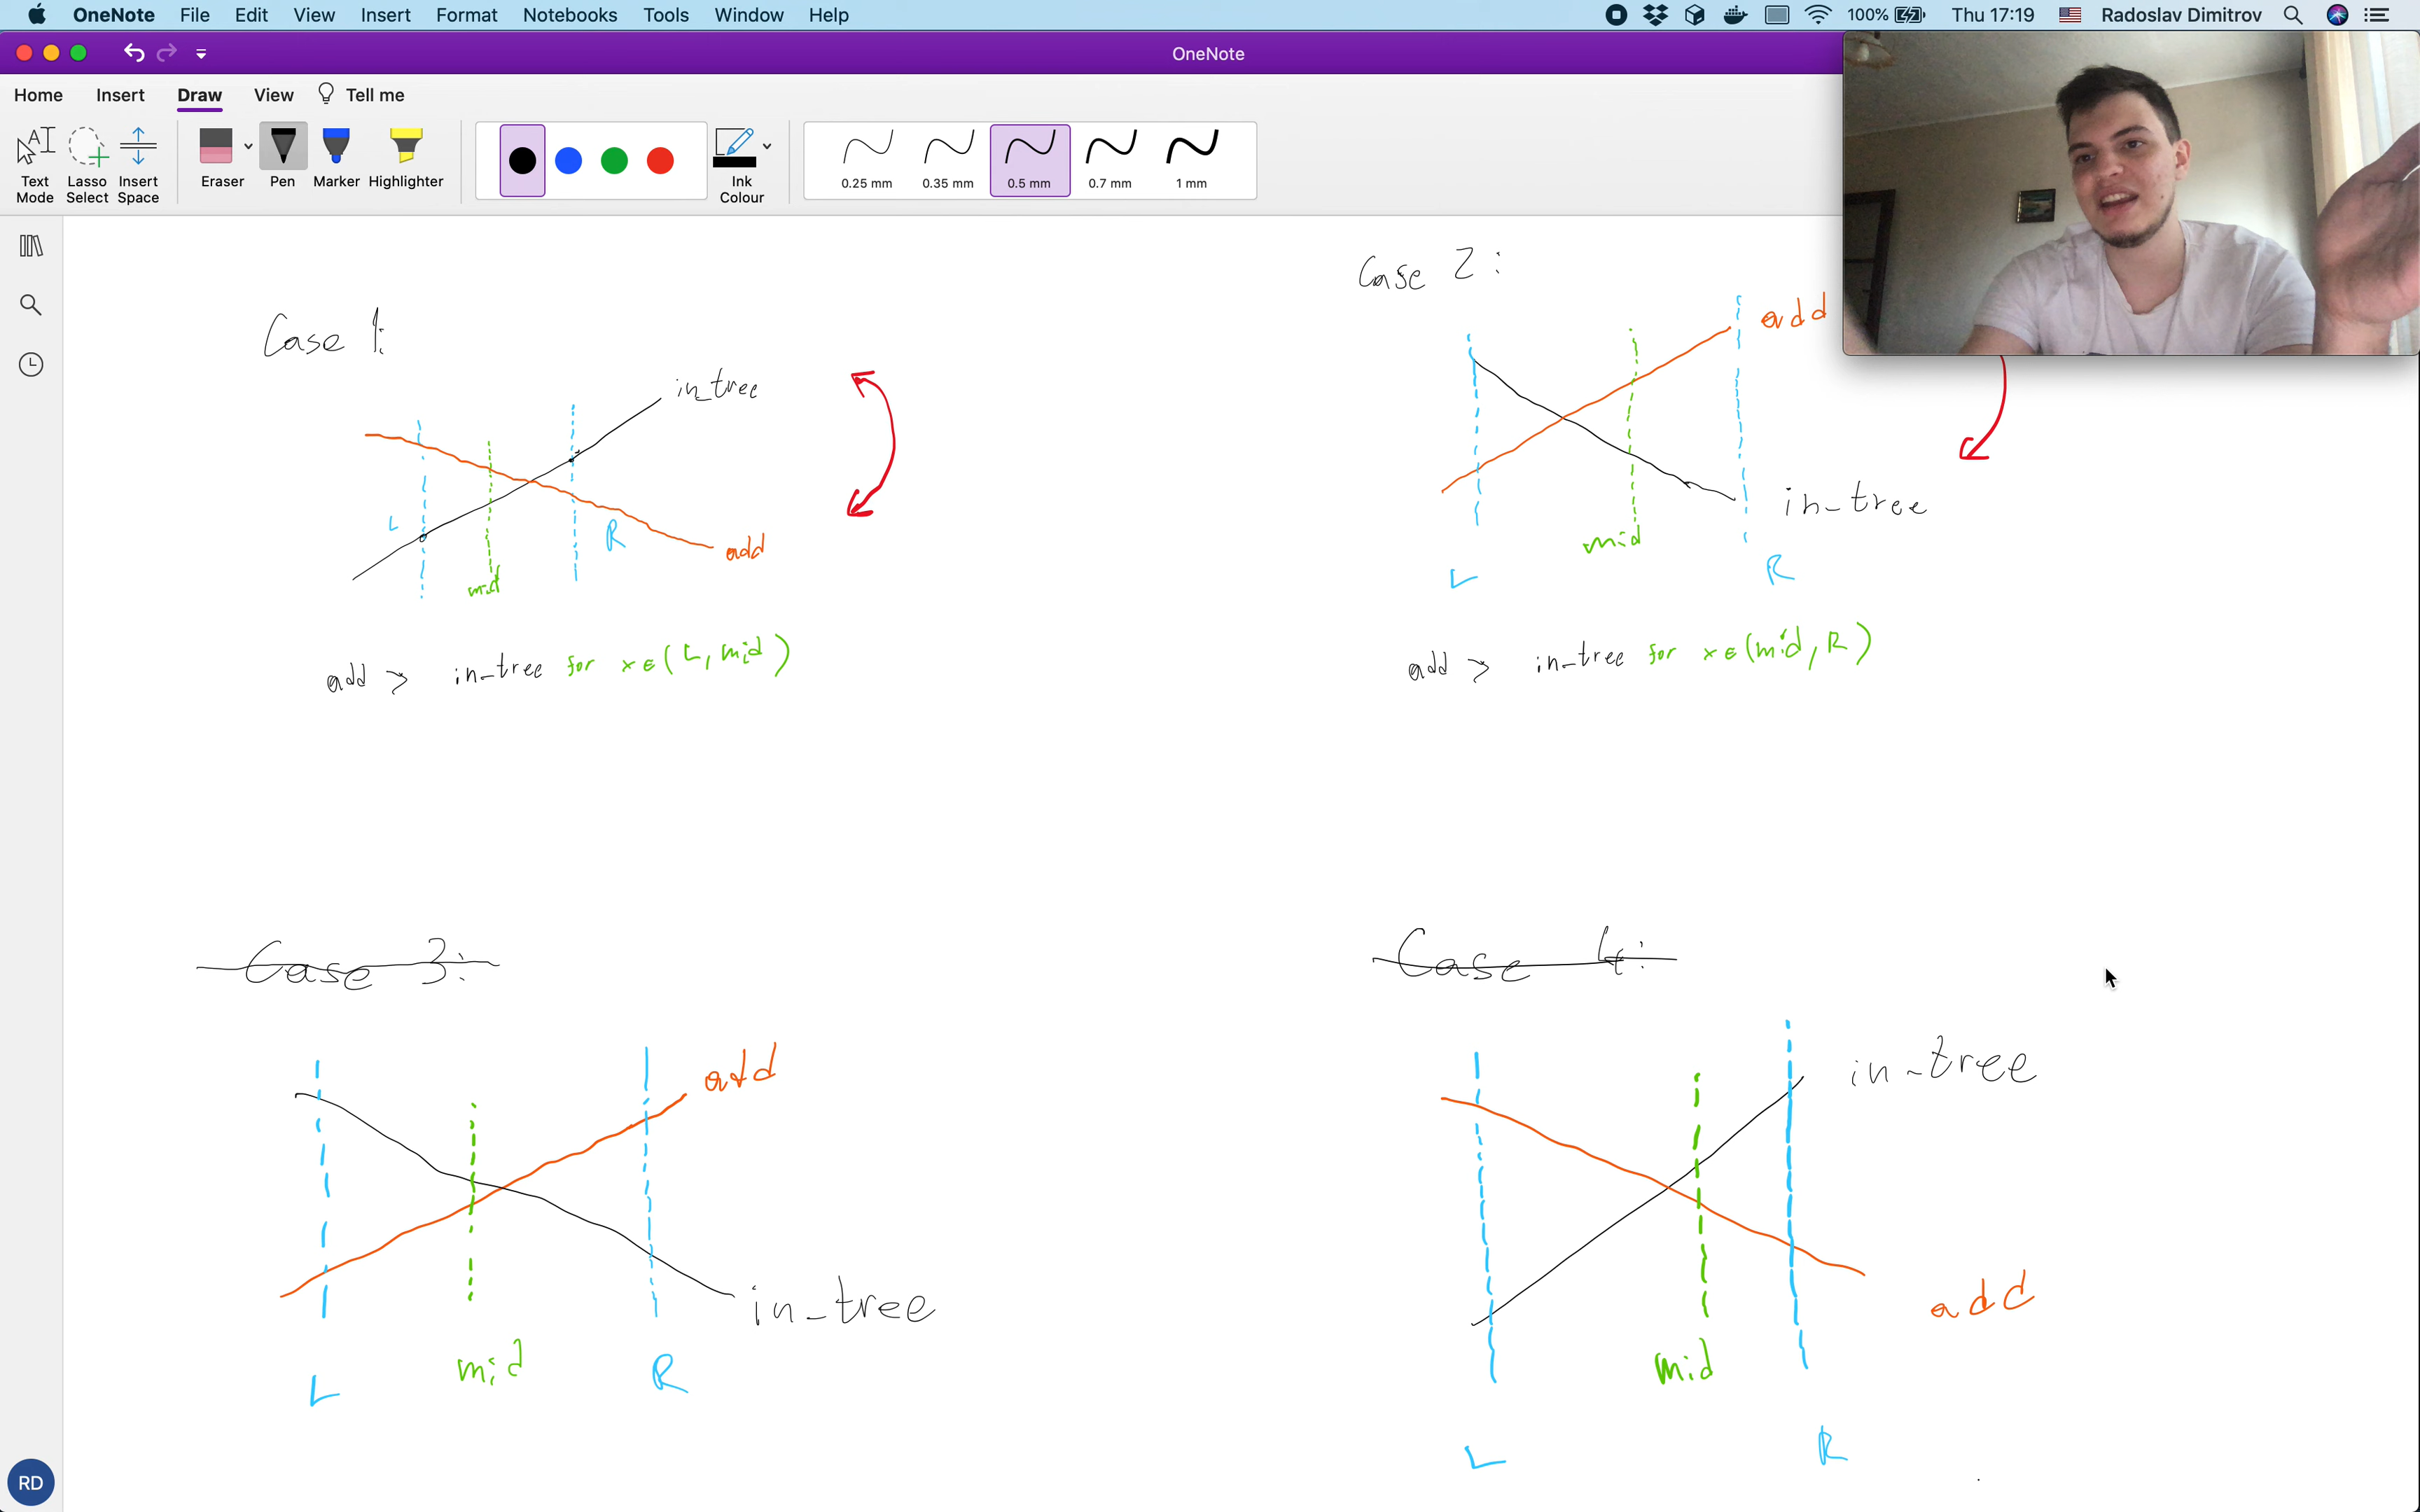 OneNote File Edit View Insert Format Notebooks Tools Window Help 100% Thu 17:19 Radoslav Dimitrov
OneNote
Home Insert Draw View Tell me
Text Mode
Lasso Select
Insert Space
Eraser
Pen
Marker
Highlighter
Ink Colour
0.25 mm
0.35 mm
0.5 mm
0.7 mm
1 mm
Case 1:
in_tree
L
R
add
mid
add > in_tree for x ∈ (L, mid)
Case 2:
add
in_tree
mid
L
R
add > in_tree for x ∈ (mid, R)
Case 3:
add
in_tree
mid
L
R
Case 4:
in_tree
add
mid
L
R
RD